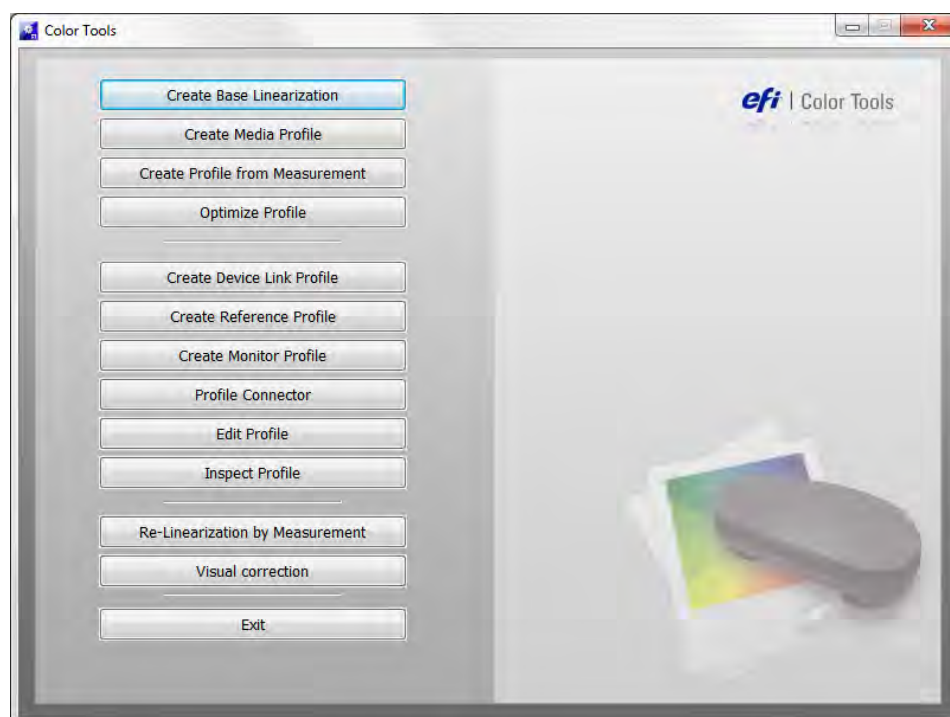 Color Tools
Create Base Linearization
efi | Color Tools
Create Media Profile
Create Profile from Measurement
Optimize Profile
Create Device Link Profile
Create Reference Profile
Create Monitor Profile
Profile Connector
Edit Profile
Inspect Profile
Re-Linearization by Measurement
Visual correction
Exit